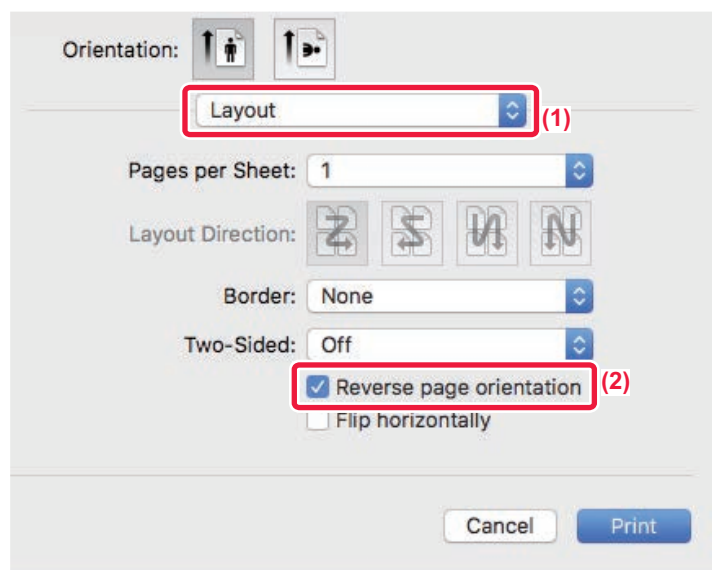 Orientation:
Layout
(1)
Pages per Sheet: 1
Layout Direction:
Border: None
Two-Sided: Off
Reverse page orientation
(2)
Flip horizontally
Cancel Print